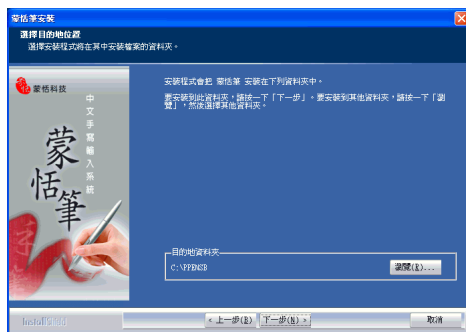 蒙恬筆安裝
選擇目的地位置
選擇安裝程式將在其中安裝檔案的資料夾。
蒙恬科技
中文手寫輸入系統
蒙恬筆
安裝程式會把 蒙恬筆 安裝在下列資料夾中。
要安裝到此資料夾，請按一下「下一步」。要安裝到其他資料夾，請按一下「瀏
覽」，然後選擇其他資料夾。
目的地資料夾
C:\PPENSB
瀏覽(R)...
InstallShield
< 上一步(B)
下一步(N) >
取消